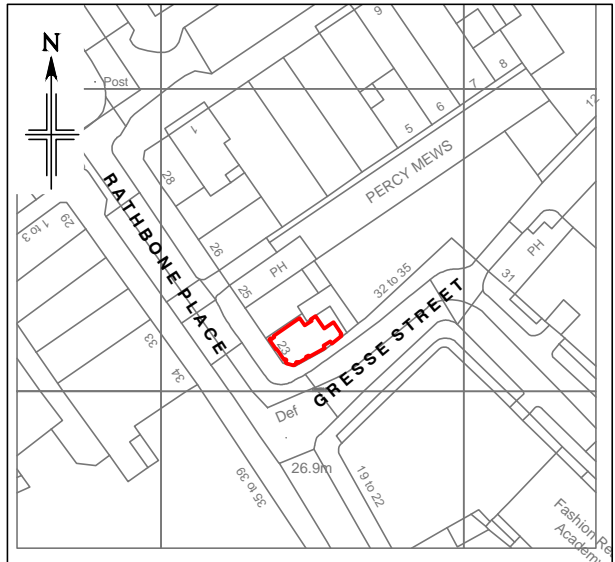 N
9
Post
8
7
6
5
12
1
PERCY MEWS
28
RATHBONE PLACE
29
1 to 3
26
PH
PH
31
32 to 35
25
GRESSE STREET
23
33
34
Def
26.9m
19 to 22
35 to 39
Fashion Re
Academ